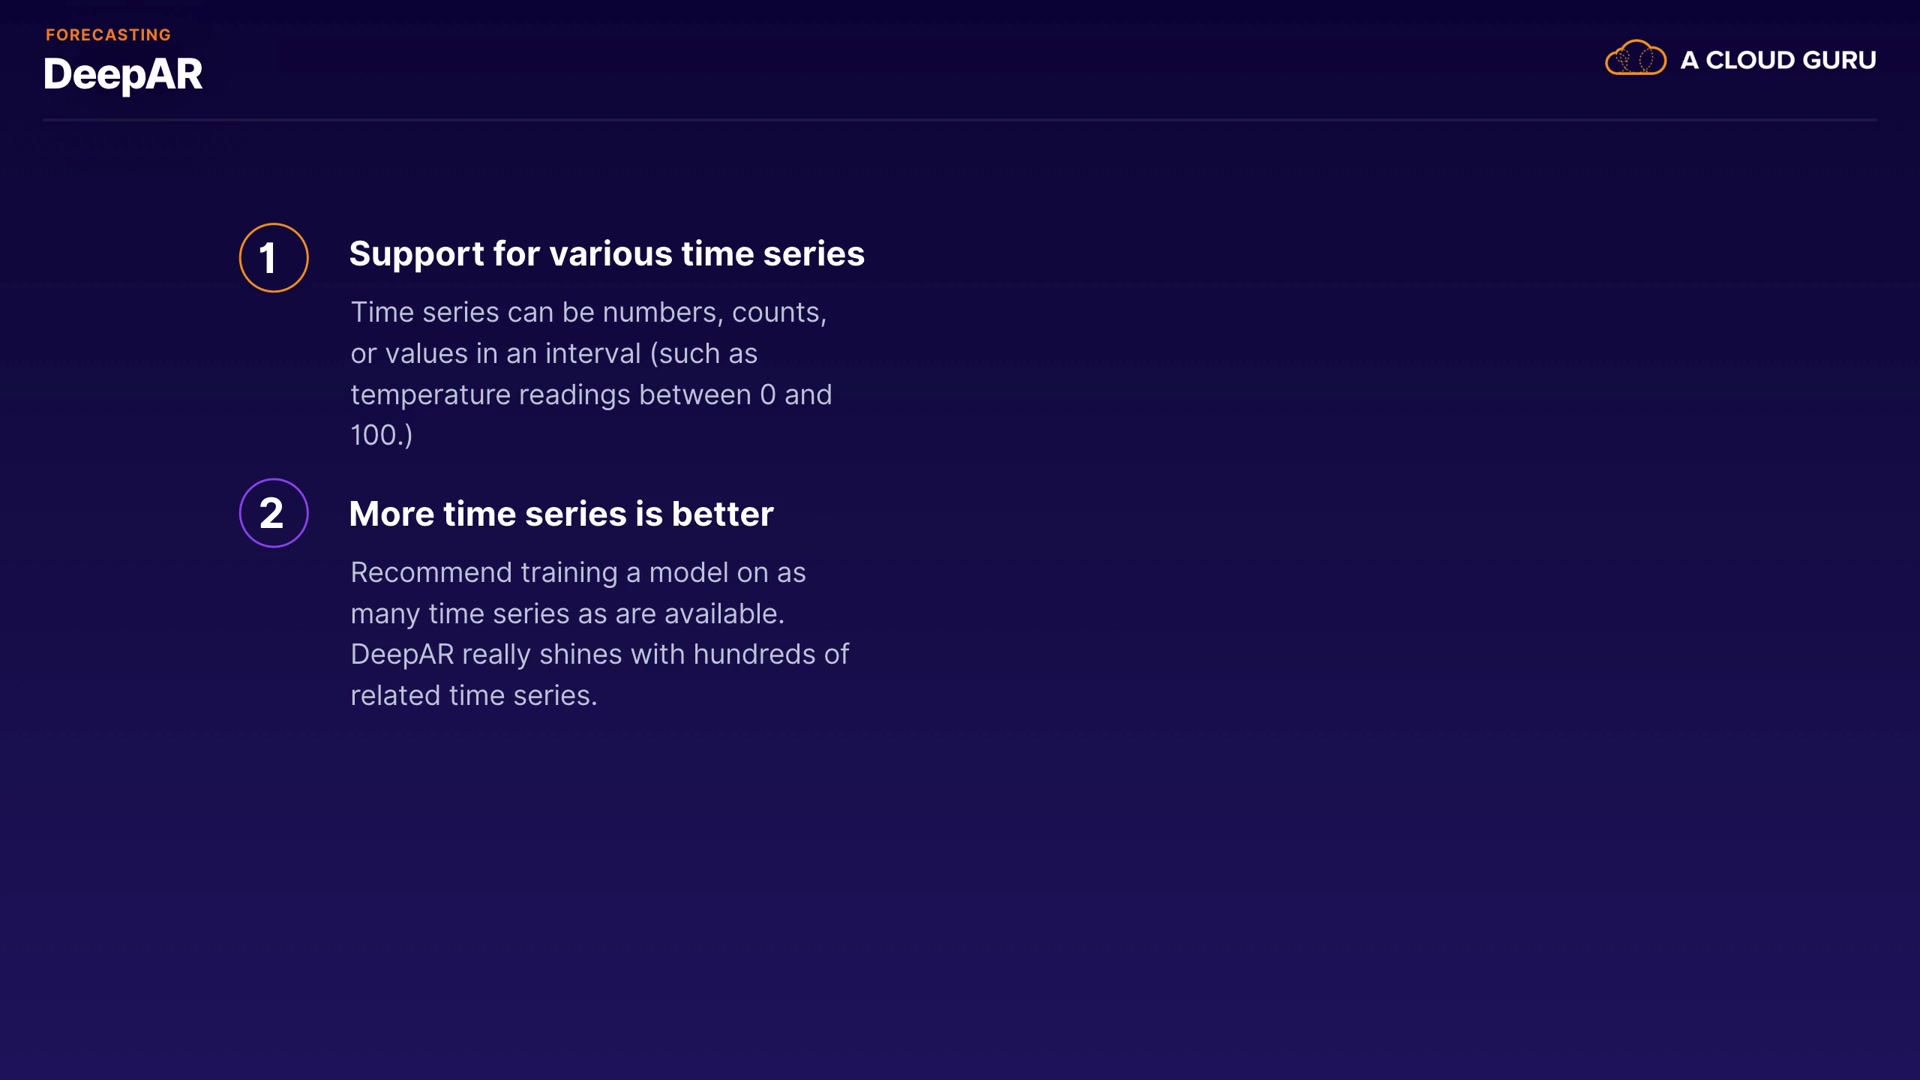 FORECASTING
DeepAR
A CLOUD GURU
1
Support for various time series
Time series can be numbers, counts,
or values in an interval (such as
temperature readings between 0 and
100.)
2
More time series is better
Recommend training a model on as
many time series as are available.
DeepAR really shines with hundreds of
related time series.